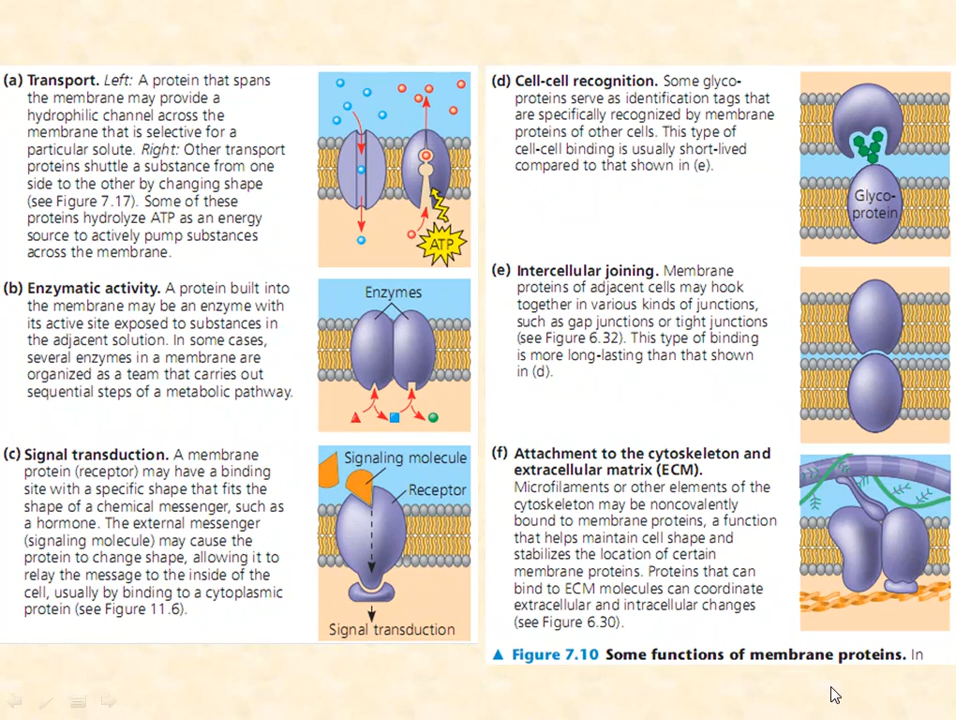 (a) Transport. Left: A protein that spans
the membrane may provide a
hydrophilic channel across the
membrane that is selective for a
particular solute. Right: Other transport
proteins shuttle a substance from one
side to the other by changing shape
(see Figure 7.17). Some of these
proteins hydrolyze ATP as an energy
source to actively pump substances
across the membrane.
ATP
(b) Enzymatic activity. A protein built into
the membrane may be an enzyme with
its active site exposed to substances in
the adjacent solution. In some cases,
several enzymes in a membrane are
organized as a team that carries out
sequential steps of a metabolic pathway.
Enzymes
(c) Signal transduction. A membrane
protein (receptor) may have a binding
site with a specific shape that fits the
shape of a chemical messenger, such as
a hormone. The external messenger
(signaling molecule) may cause the
protein to change shape, allowing it to
relay the message to the inside of the
cell, usually by binding to a cytoplasmic
protein (see Figure 11.6).
Signaling molecule
Receptor
Signal transduction
(d) Cell-cell recognition. Some glyco-
proteins serve as identification tags that
are specifically recognized by membrane
proteins of other cells. This type of
cell-cell binding is usually short-lived
compared to that shown in (e).
Glyco-
protein
(e) Intercellular joining. Membrane
proteins of adjacent cells may hook
together in various kinds of junctions,
such as gap junctions or tight junctions
(see Figure 6.32). This type of binding
is more long-lasting than that shown
in (d).
(f) Attachment to the cytoskeleton and
extracellular matrix (ECM).
Microfilaments or other elements of the
cytoskeleton may be noncovalently
bound to membrane proteins, a function
that helps maintain cell shape and
stabilizes the location of certain
membrane proteins. Proteins that can
bind to ECM molecules can coordinate
extracellular and intracellular changes
(see Figure 6.30).
▲ Figure 7.10 Some functions of membrane proteins. In